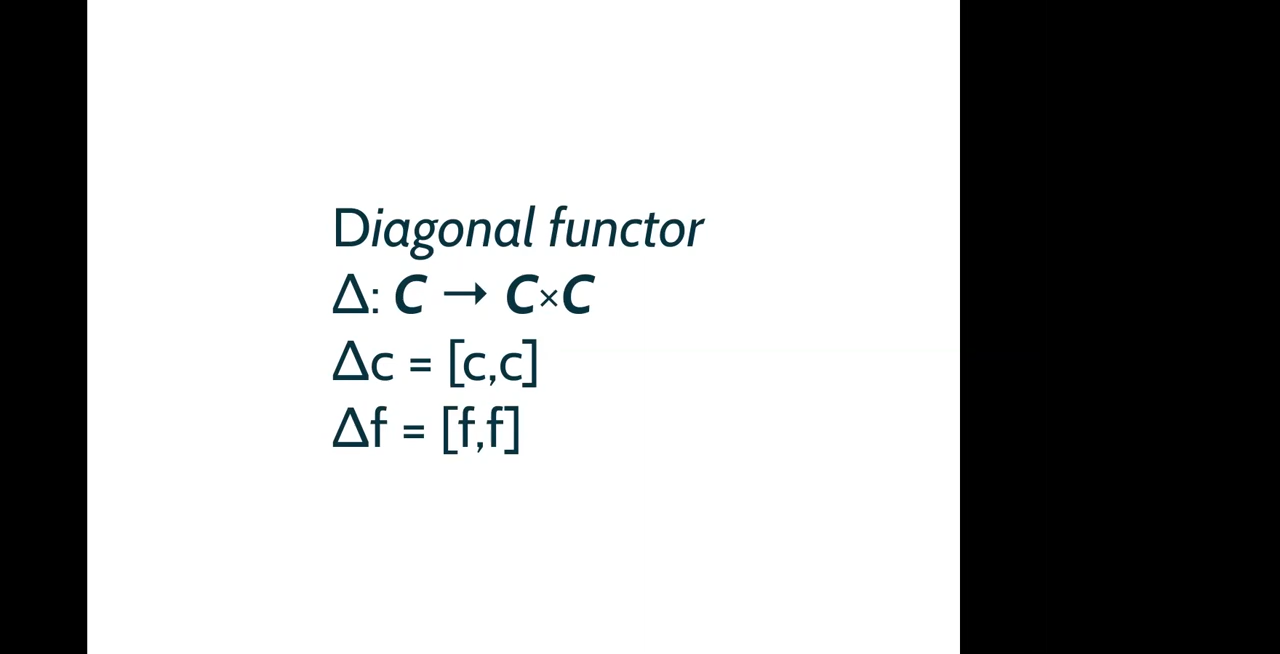 Diagonal functor
Δ: C → C×C
Δc = [c,c]
Δf = [f,f]